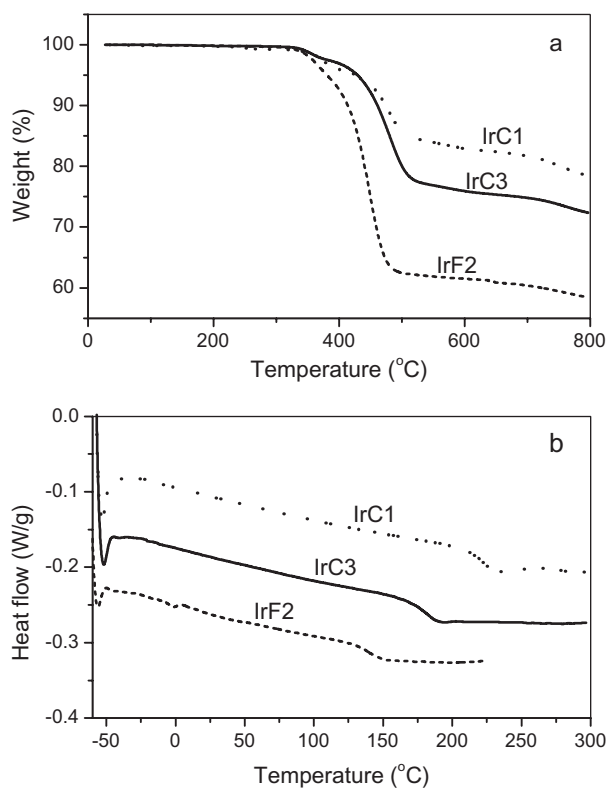 a
100
90
80
70
60
Weight (%)
IrC1
IrC3
IrF2
0 200 400 600 800
Temperature (°C)
b
0.0
-0.1
-0.2
-0.3
-0.4
Heat flow (W/g)
IrC1
IrC3
IrF2
-50 0 50 100 150 200 250 300
Temperature (°C)